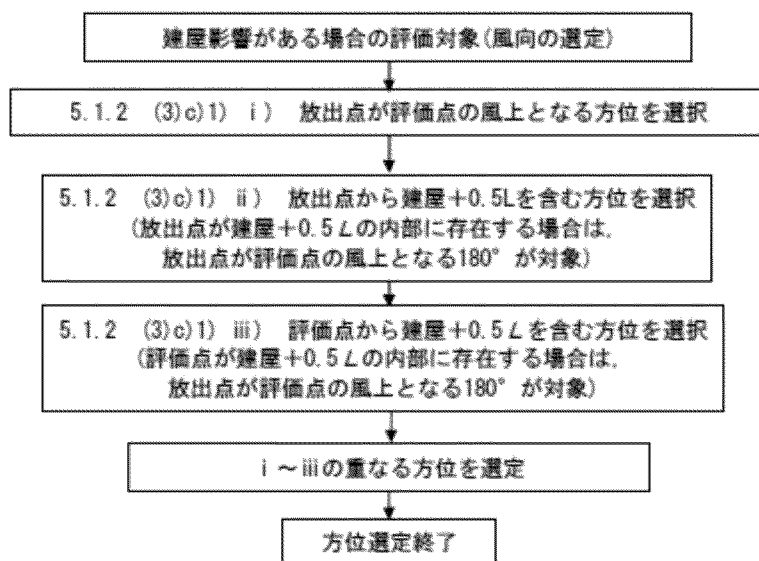 建屋影響がある場合の評価対象(風向の選定)
5.1.2 (3)c)1) ⅰ) 放出点が評価点の風上となる方位を選択
5.1.2 (3)c)1) ⅱ) 放出点から建屋+0.5Lを含む方位を選択
(放出点が建屋+0.5Lの内部に存在する場合は,
放出点が評価点の風上となる180°が対象)
5.1.2 (3)c)1) ⅲ) 評価点から建屋+0.5Lを含む方位を選択
(評価点が建屋+0.5Lの内部に存在する場合は,
放出点が評価点の風上となる180°が対象)
ⅰ~ⅲの重なる方位を選定
方位選定終了